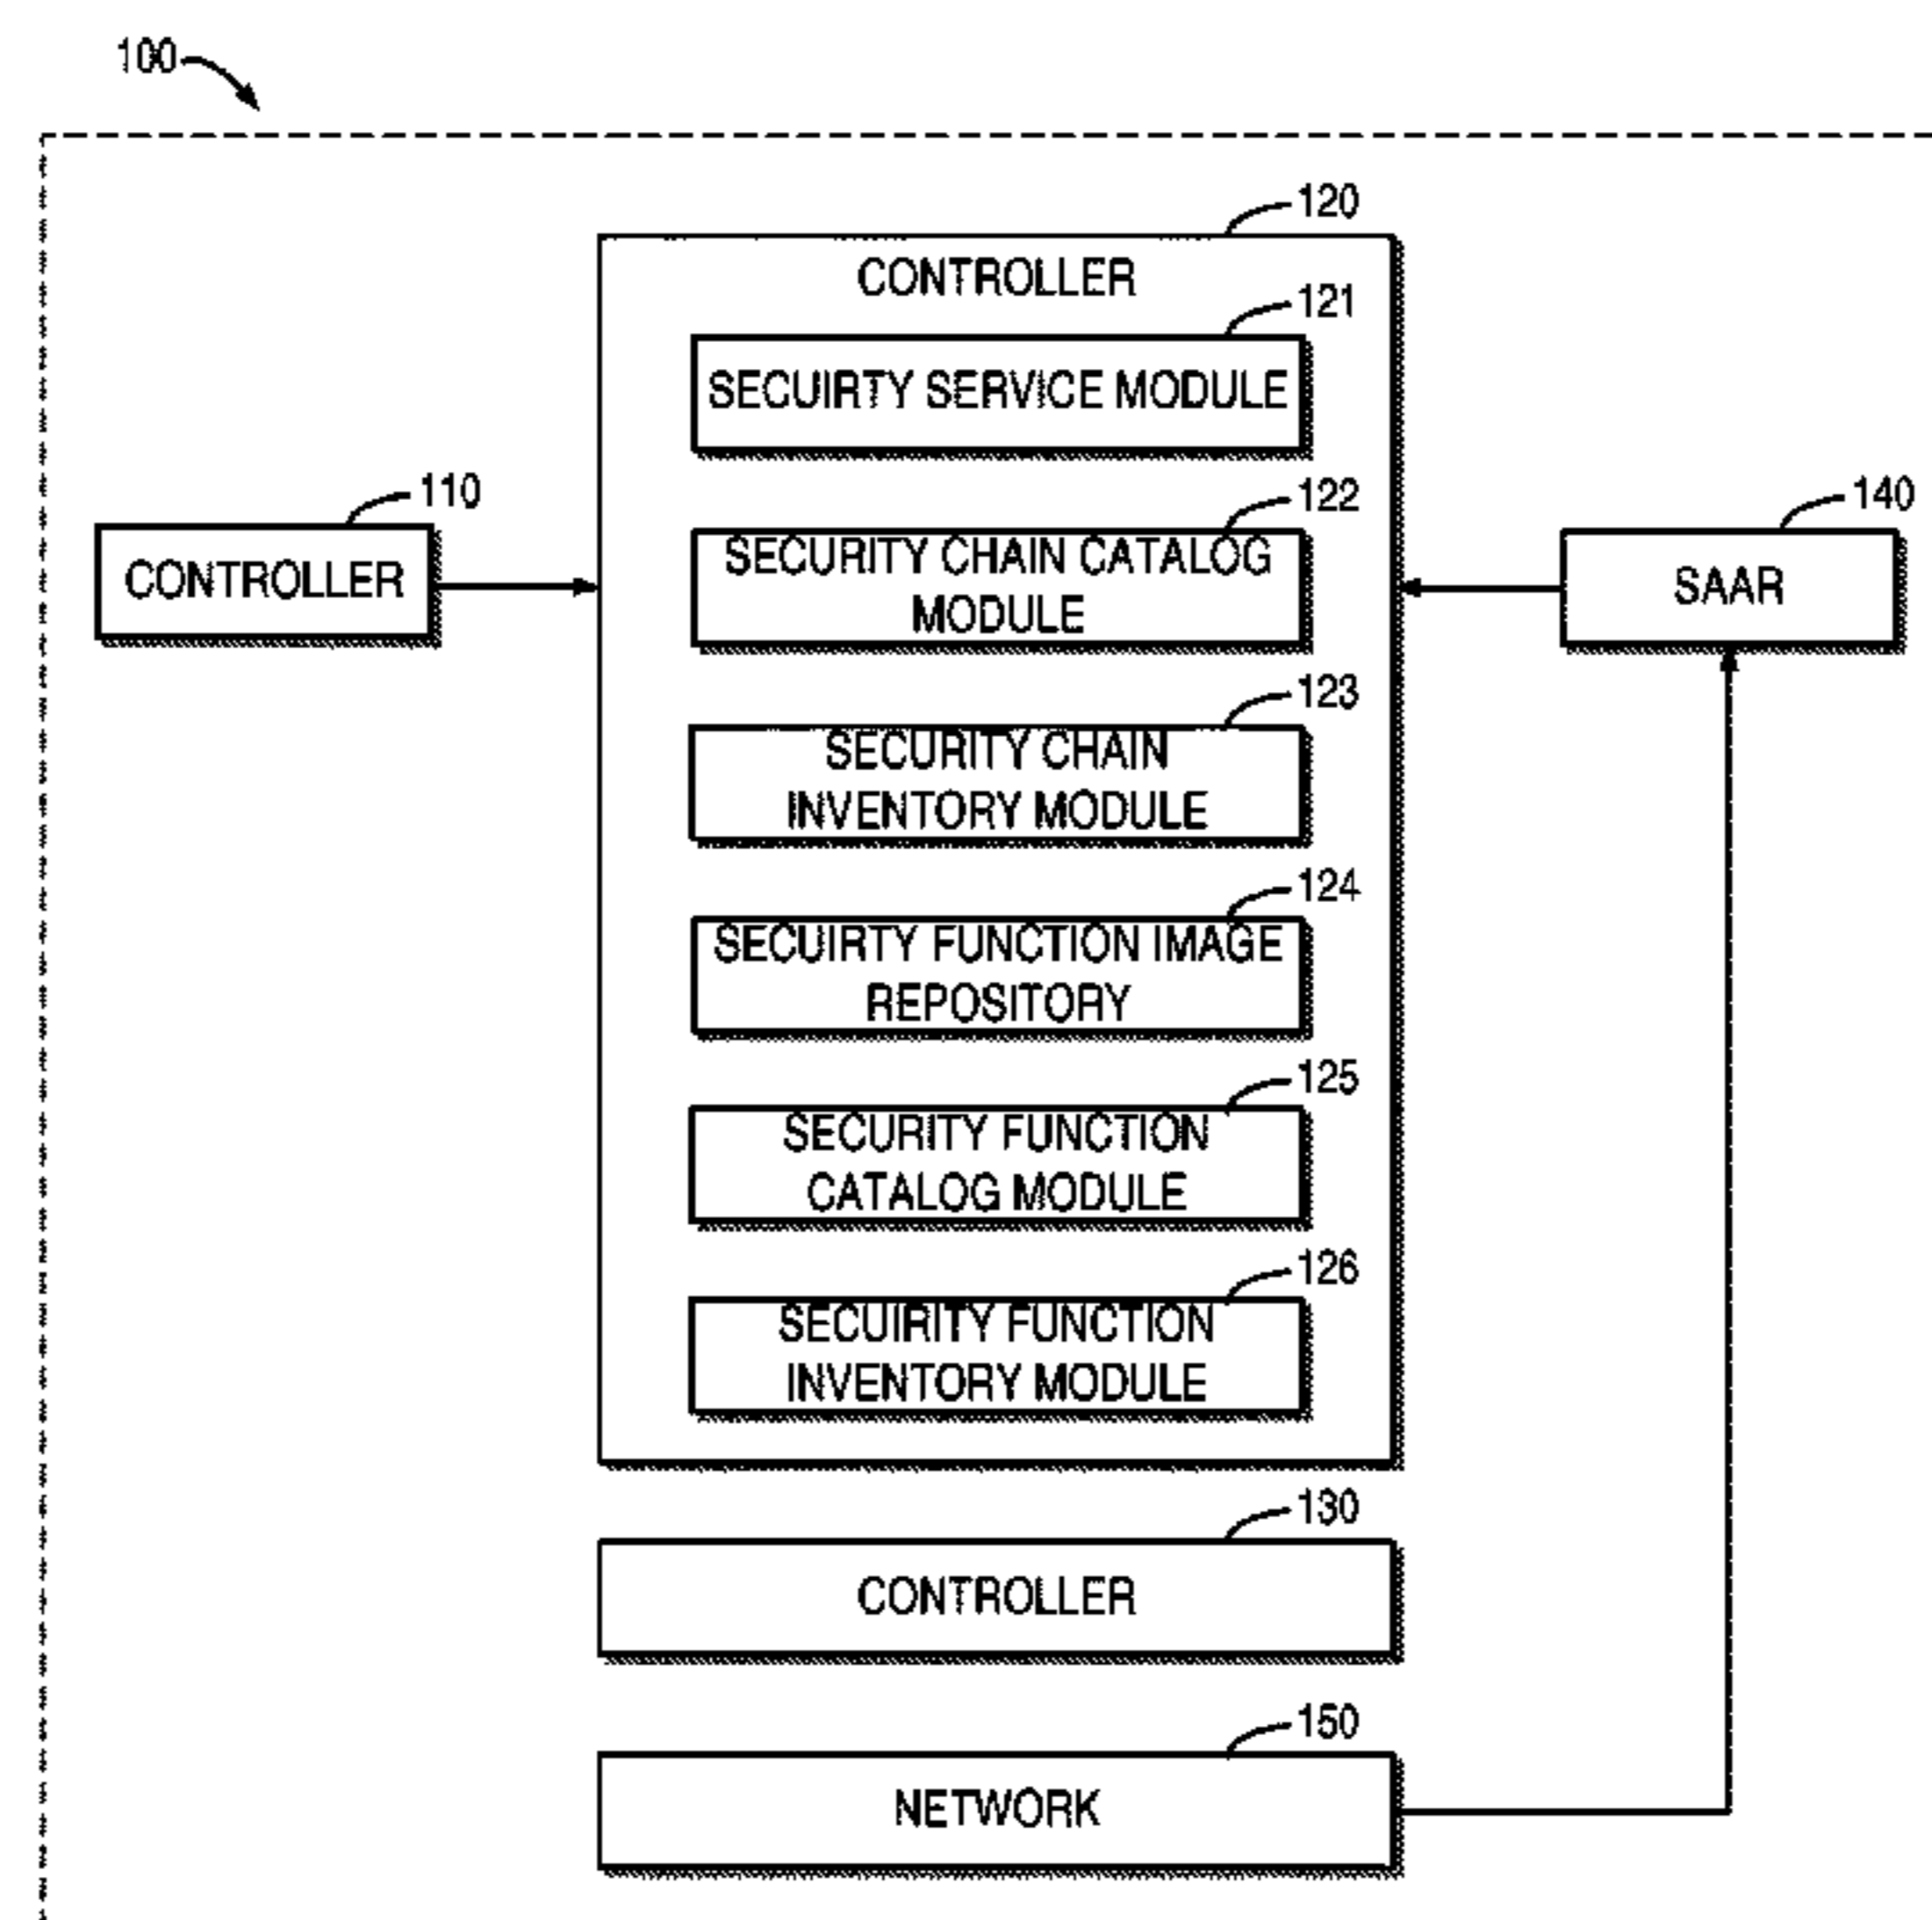 100
120
CONTROLLER
121
SECUIRTY SERVICE MODULE
110
CONTROLLER
122
SECURITY CHAIN CATALOG
MODULE
140
SAAR
123
SECURITY CHAIN
INVENTORY MODULE
124
SECUIRTY FUNCTION IMAGE
REPOSITORY
125
SECURITY FUNCTION
CATALOG MODULE
126
SECUIRITY FUNCTION
INVENTORY MODULE
130
CONTROLLER
150
NETWORK